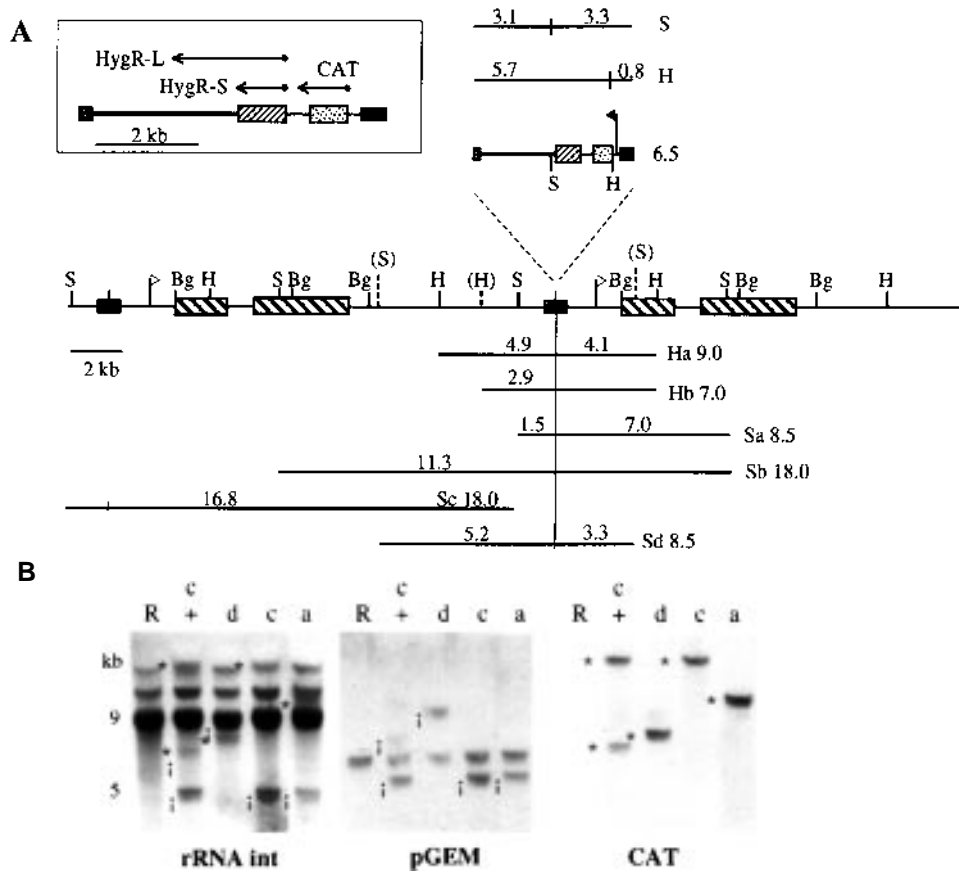 A
HygR-L
HygR-S
CAT
2 kb
3.1 3.3 S
5.7 0.8 H
6.5
S H
S Bg H S Bg Bg (S) H (H) S Bg (S) H S Bg Bg H
2 kb
4.9 4.1 Ha 9.0
2.9 Hb 7.0
1.5 7.0 Sa 8.5
11.3 Sb 18.0
16.8 Sc 18.0
5.2 3.3 Sd 8.5
B
R c + d c a
R c + d c a
R c + d c a
kb
9
5
* * * * *
i i i i
i i i i
* * * * *
rRNA int pGEM CAT